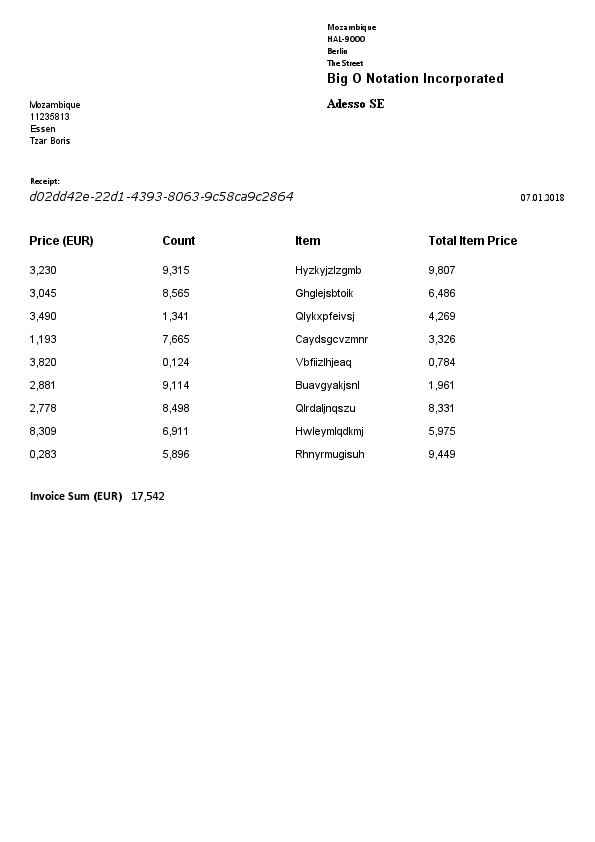 Mozambique
HAL-9000
Berlin
The Street
Big O Notation Incorporated
Adesso SE
Mozambique
11235813
Essen
Tzar Boris
Receipt:
d02dd42e-22d1-4393-8063-9c58ca9c2864 07.01.2018
Price (EUR) Count Item Total Item Price
3,230 9,315 Hyzkyjzlzgmb 9,807
3,045 8,565 Ghglejsbtoik 6,486
3,490 1,341 Qlykxpfeivsj 4,269
1,193 7,665 Caydsgcvzmnr 3,326
3,820 0,124 Vbfiizlhjeaq 0,784
2,881 9,114 Buavgyakjsnl 1,961
2,778 8,498 Qlrdaljnqszu 8,331
8,309 6,911 Hwleymlqdkmj 5,975
0,283 5,896 Rhnyrmugisuh 9,449
Invoice Sum (EUR) 17,542